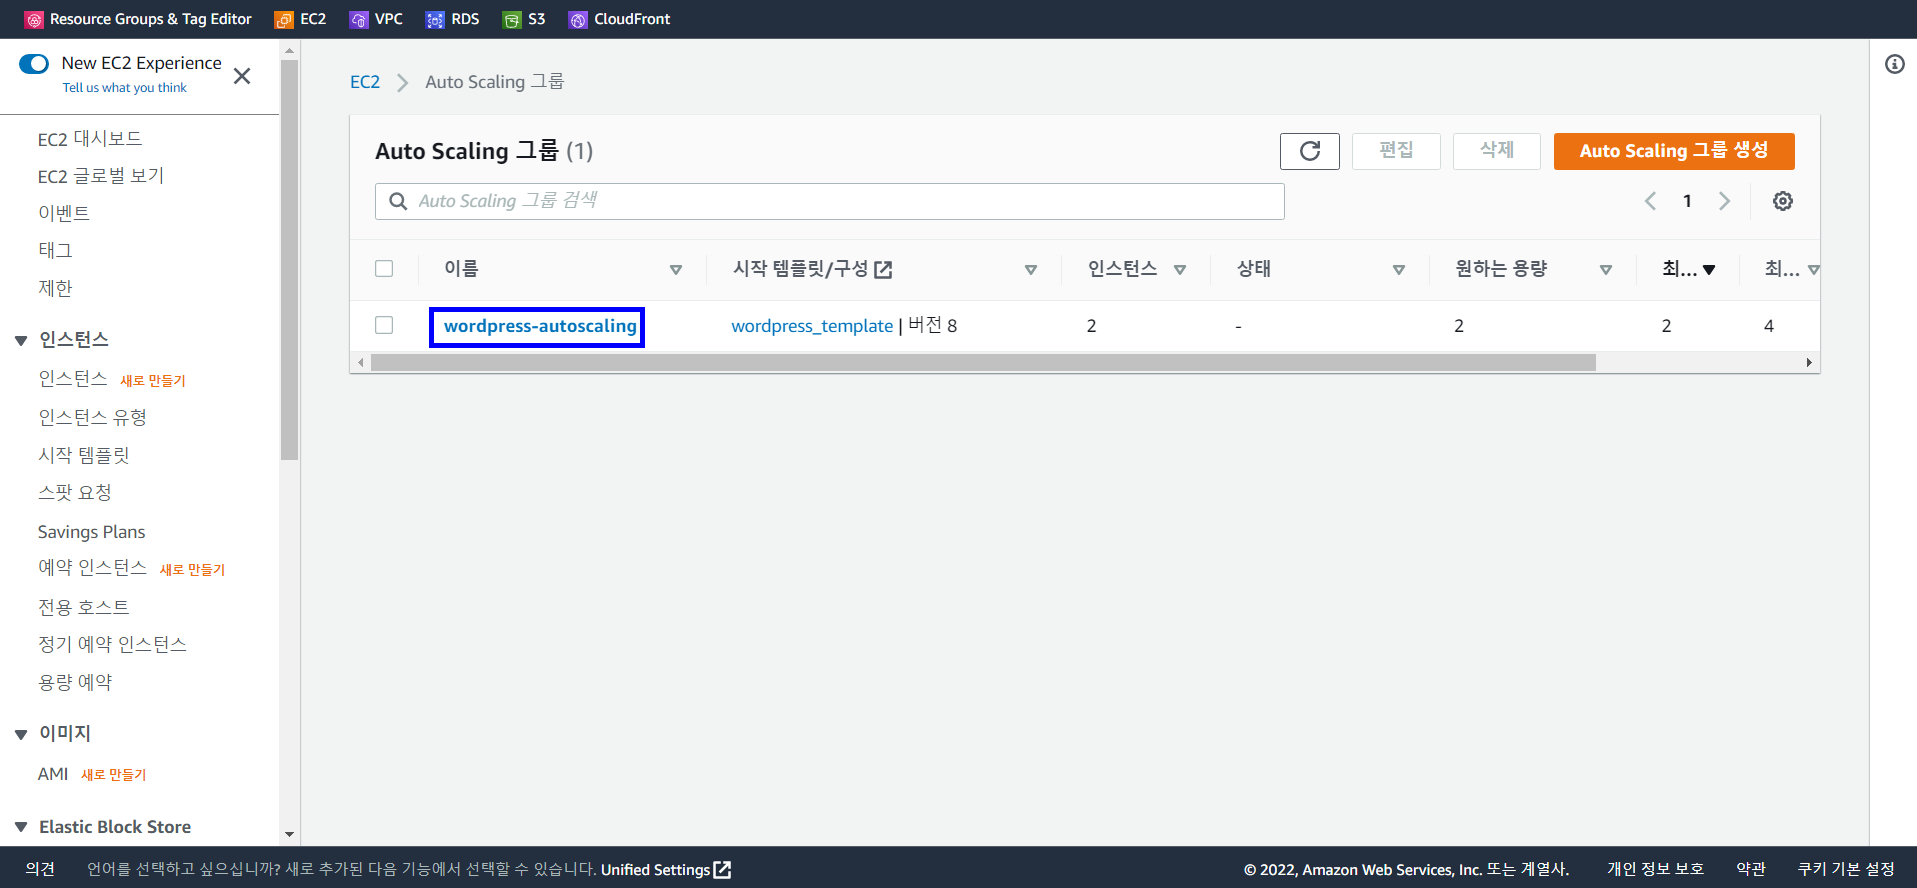 Resource Groups & Tag Editor EC2 VPC RDS S3 CloudFront
New EC2 Experience
Tell us what you think
EC2 대시보드
EC2 글로벌 보기
이벤트
태그
제한
인스턴스
인스턴스 새로 만들기
인스턴스 유형
시작 템플릿
스팟 요청
Savings Plans
예약 인스턴스 새로 만들기
전용 호스트
정기 예약 인스턴스
용량 예약
이미지
AMI 새로 만들기
Elastic Block Store
EC2 Auto Scaling 그룹
Auto Scaling 그룹 (1)
편집 삭제 Auto Scaling 그룹 생성
Auto Scaling 그룹 검색
1
이름 시작 템플릿/구성 인스턴스 상태 원하는 용량 최... 최...
wordpress-autoscaling wordpress_template | 버전 8 2 - 2 2 4
의견 언어를 선택하고 싶으십니까? 새로 추가된 다음 기능에서 선택할 수 있습니다. Unified Settings © 2022, Amazon Web Services, Inc. 또는 계열사. 개인 정보 보호 약관 쿠키 기본 설정